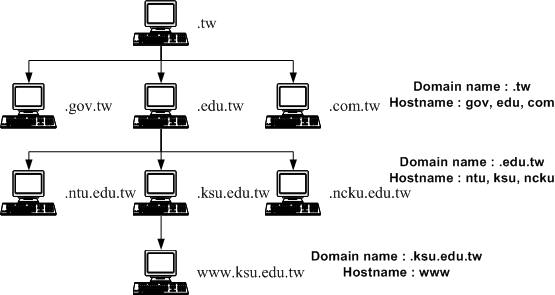 .tw
.gov.tw
.edu.tw
.com.tw
Domain name : .tw
Hostname : gov, edu, com
.ntu.edu.tw
.ksu.edu.tw
.ncku.edu.tw
Domain name : .edu.tw
Hostname : ntu, ksu, ncku
www.ksu.edu.tw
Domain name : .ksu.edu.tw
Hostname : www